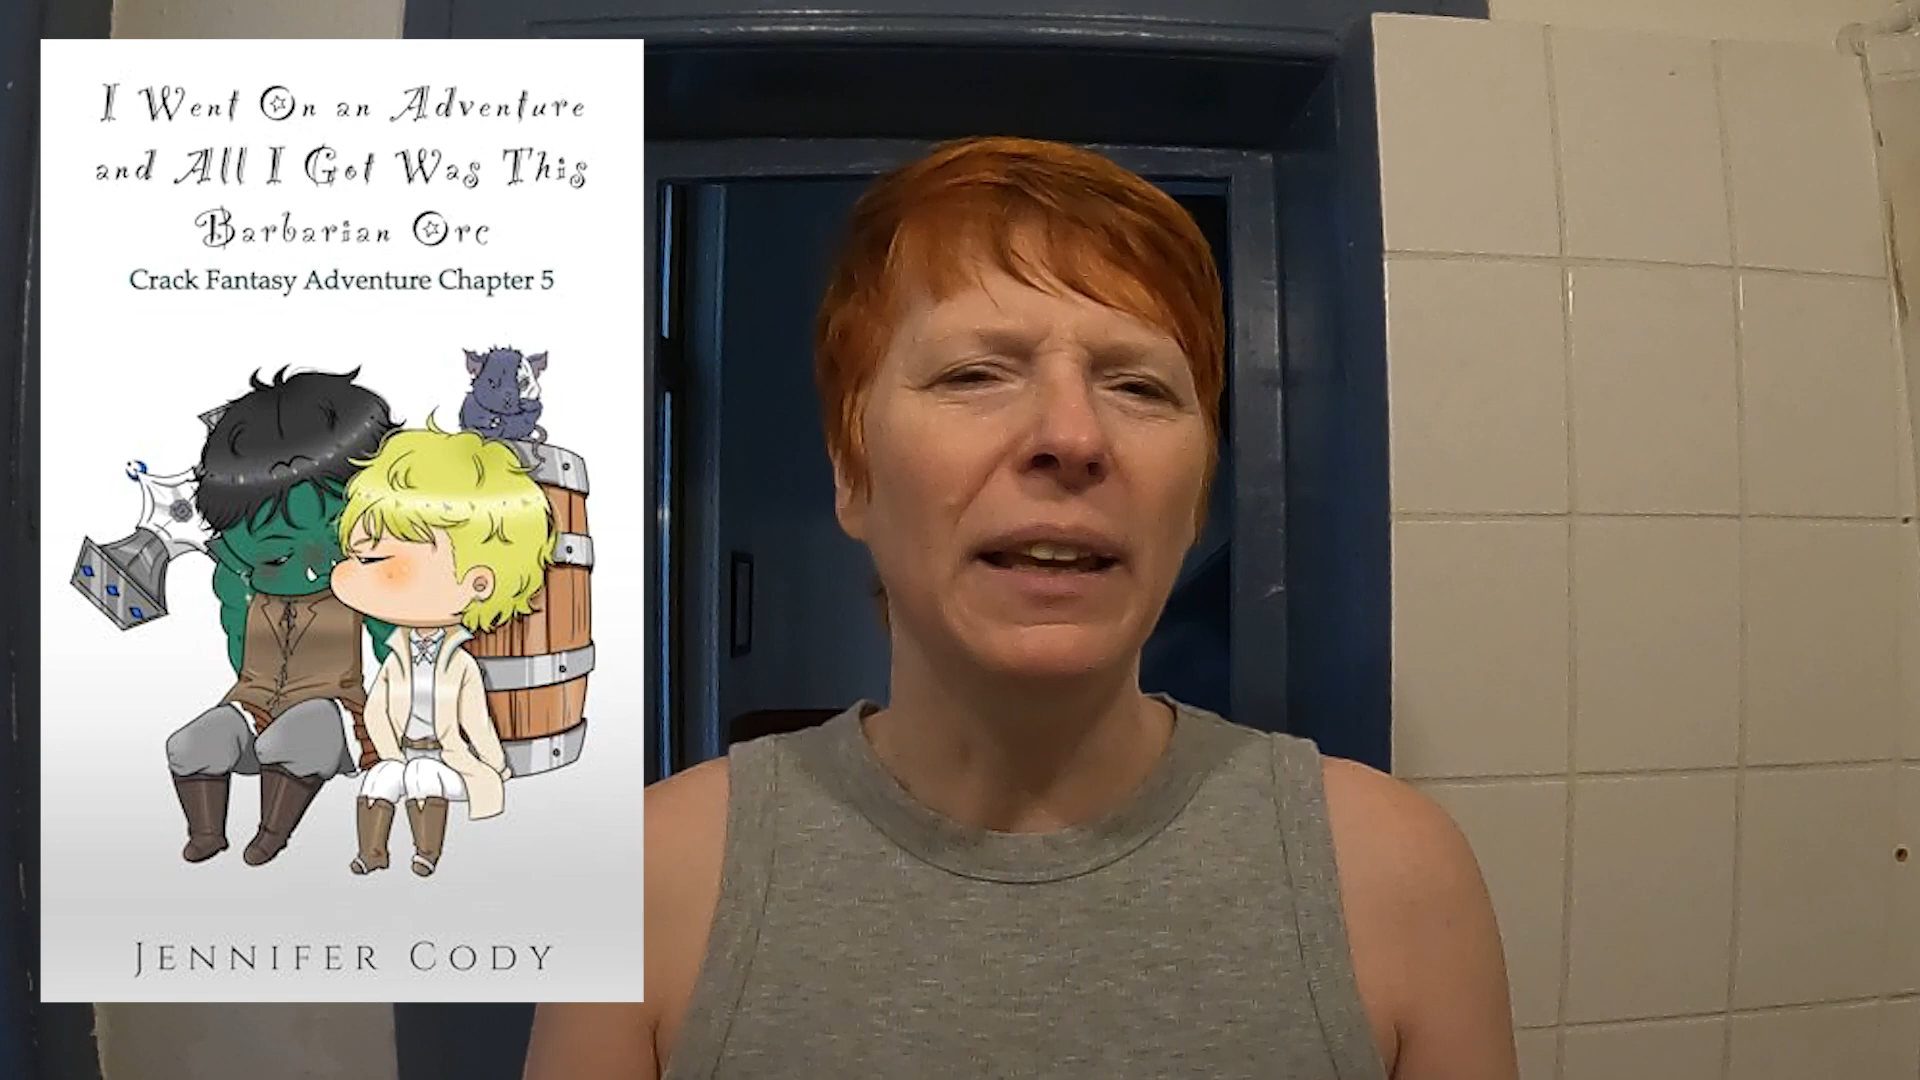 I Went On an Adventure
and All I Got Was This
Barbarian Orc
Crack Fantasy Adventure Chapter 5
Jennifer Cody